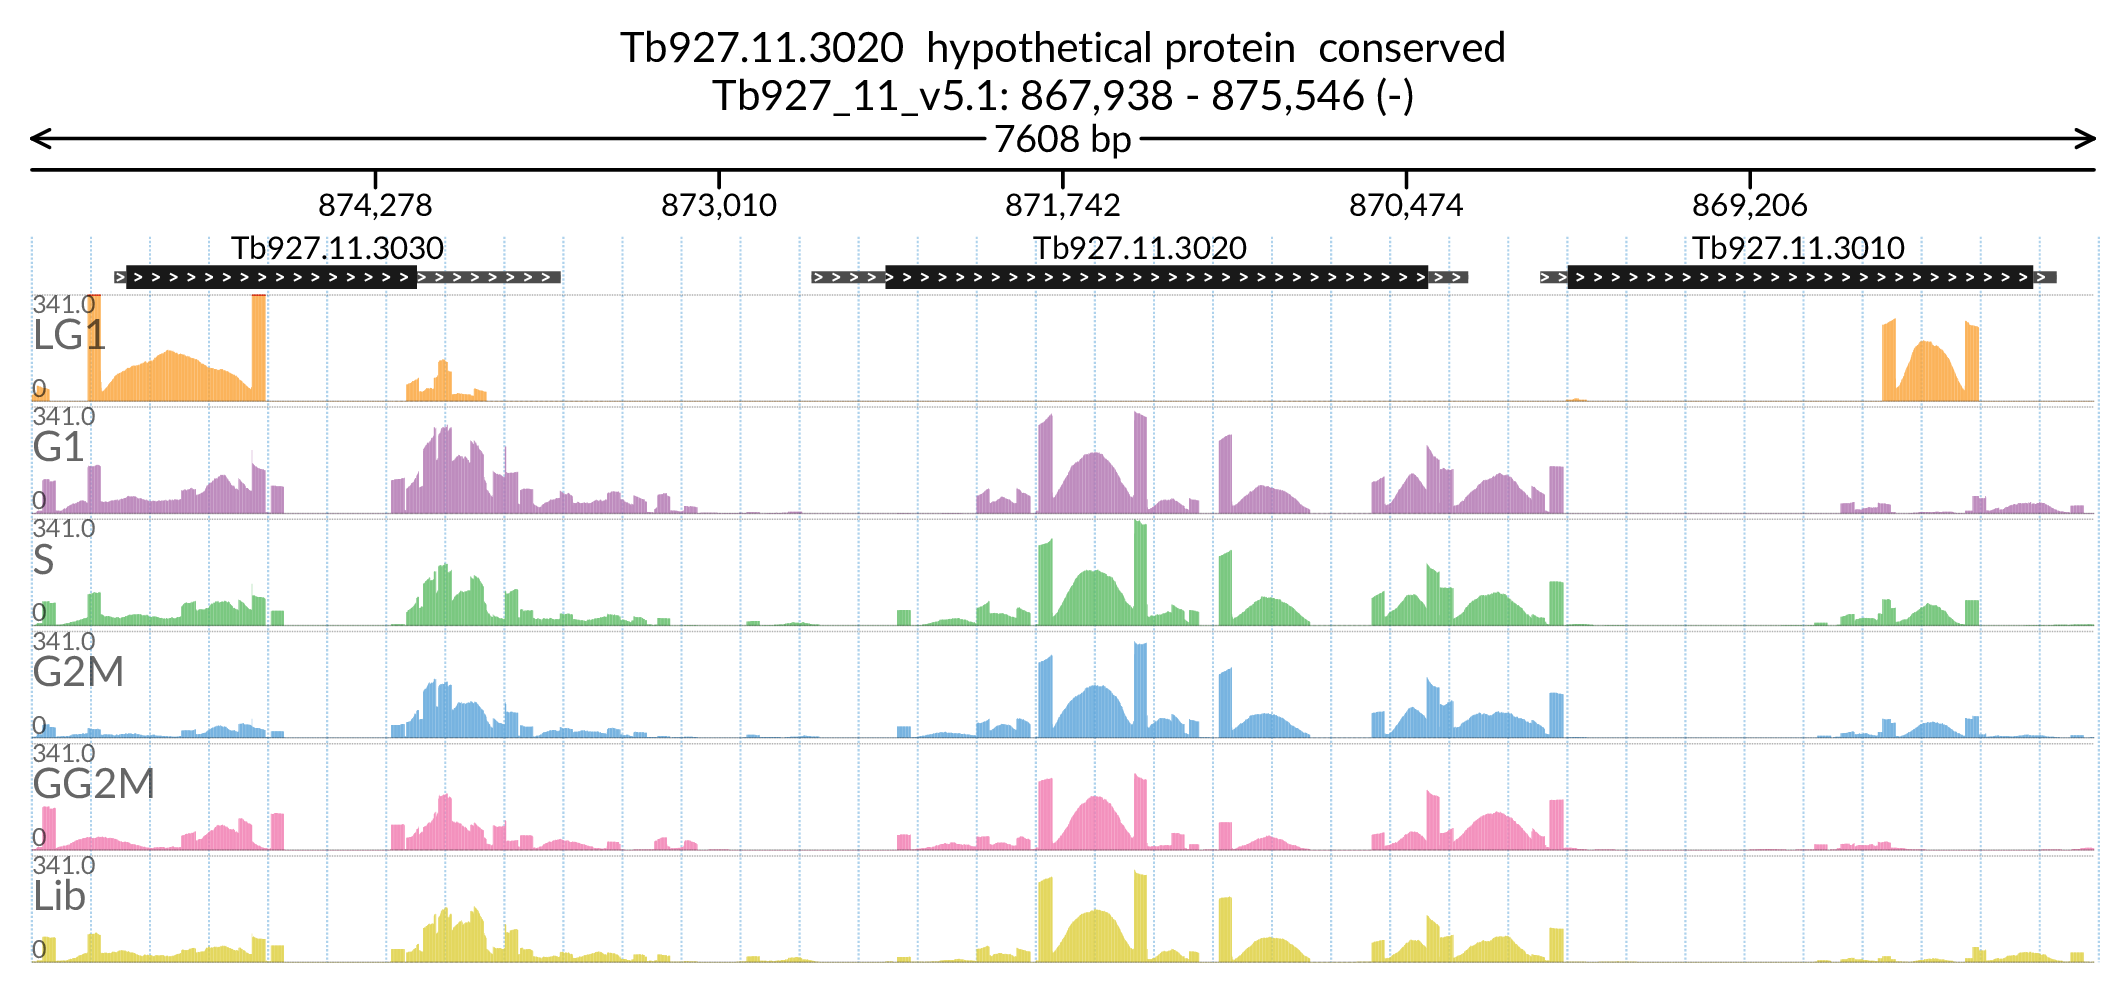 Tb927.11.3020  hypothetical protein  conserved
Tb927_11_v5.1: 867,938 - 875,546 (-)
7608 bp
874,278 873,010 871,742 870,474 869,206
Tb927.11.3030 Tb927.11.3020 Tb927.11.3010
341.0
LG1
0
341.0
G1
0
341.0
S
0
341.0
G2M
0
341.0
GG2M
0
341.0
Lib
0